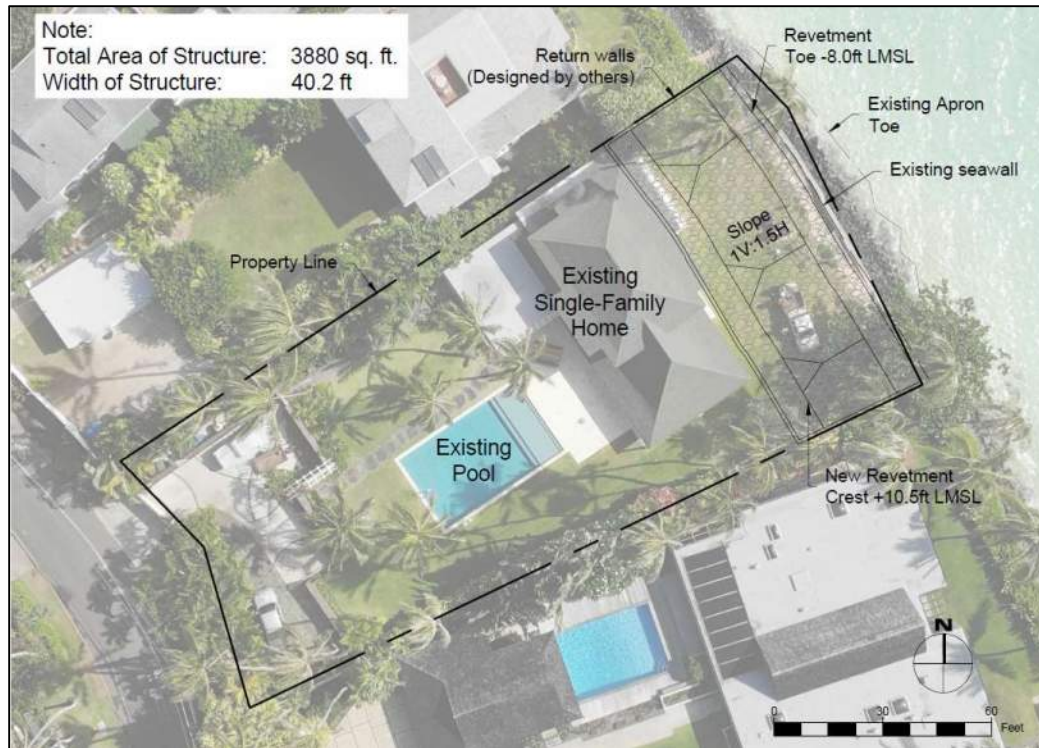 Note:
Total Area of Structure: 3880 sq. ft.
Width of Structure: 40.2 ft
Return walls
(Designed by others)
Revetment
Toe -8.0ft LMSL
Existing Apron
Toe
Existing seawall
Slope
1V:1.5H
Property Line
Existing
Single-Family
Home
Existing
Pool
New Revetment
Crest +10.5ft LMSL
N
0 30 60
Feet